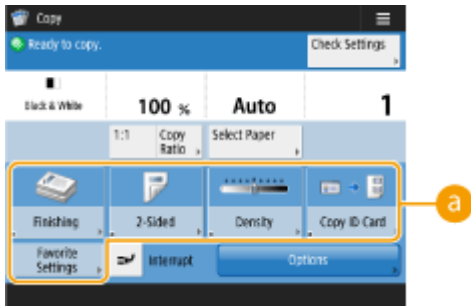 Copy
Ready to copy.
Check Settings
Black & White
100 %
Auto
1
1:1
Copy
Ratio
Select Paper
Finishing
2-Sided
Density
Copy ID Card
a
Favorite
Settings
Interrupt
Options